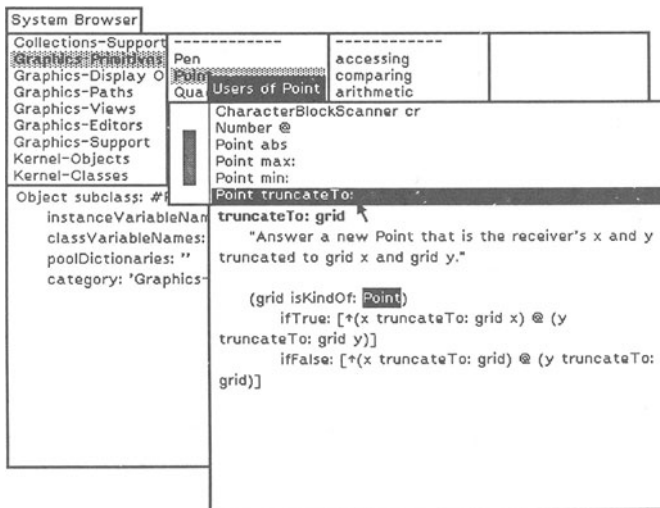 System Browser
Collections-Support
Graphics-Primitives
Graphics-Display O
Graphics-Paths
Graphics-Views
Graphics-Editors
Graphics-Support
Kernel-Objects
Kernel-Classes
------------
Pen
Point
Qua
------------
accessing
comparing
arithmetic
Object subclass: #P
instanceVariableNam
classVariableNames:
poolDictionaries: ''
category: 'Graphics-
Users of Point
CharacterBlockScanner cr
Number @
Point abs
Point max:
Point min:
Point truncateTo:
truncateTo: grid
"Answer a new Point that is the receiver's x and y
truncated to grid x and grid y."
(grid isKindOf: Point)
ifTrue: [↑(x truncateTo: grid x) @ (y
truncateTo: grid y)]
ifFalse: [↑(x truncateTo: grid) @ (y truncateTo:
grid)]